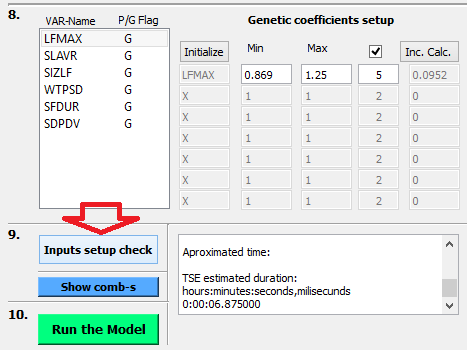 8.
VAR-Name P/G Flag
LFMAX G
SLAVR G
SIZLF G
WTPSD G
SFDUR G
SDPDV G
Genetic coefficients setup
Initialize Min Max Inc. Calc.
LFMAX 0.869 1.25 5 0.0952
X 1 1 2 0
X 1 1 2 0
X 1 1 2 0
X 1 1 2 0
X 1 1 2 0
X 1 1 2 0
9.
Inputs setup check
Show comb-s
Aproximated time:
TSE estimated duration:
hours:minutes:seconds,miliseconds
0:00:06.875000
10.
Run the Model